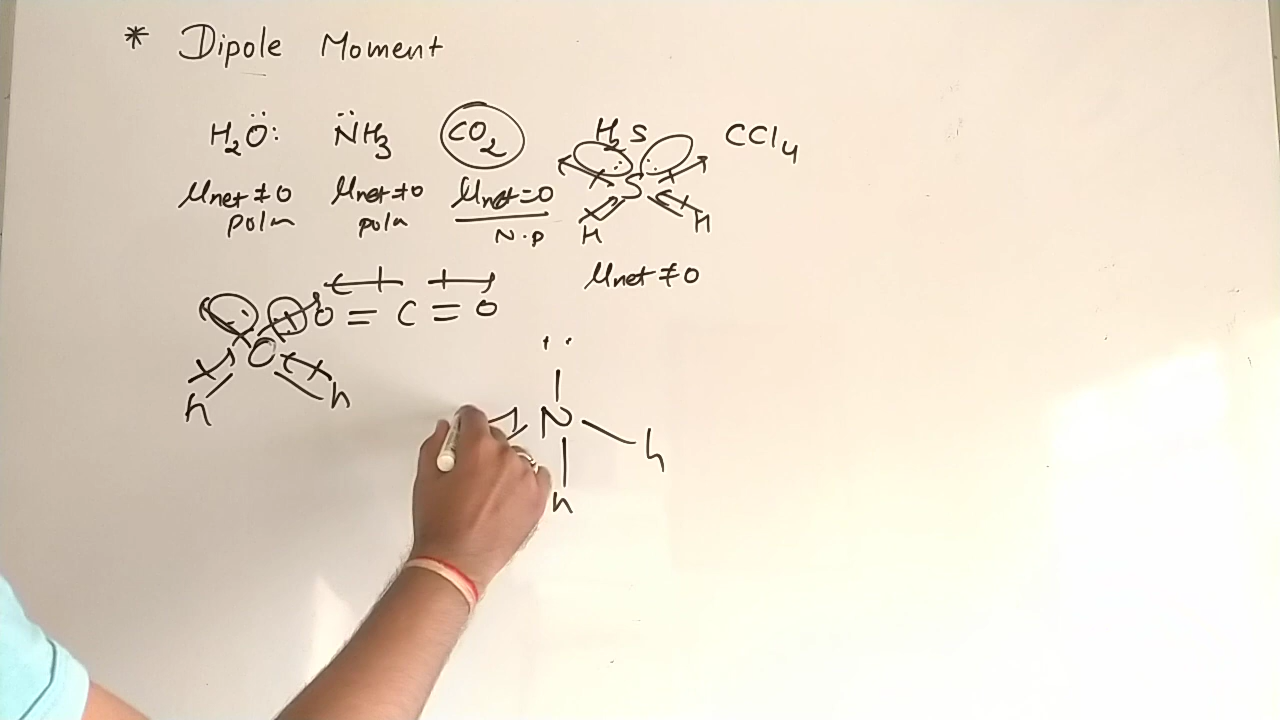 * Dipole Moment
H₂Ö: N̈H₃ CO₂ H₂S CCl₄
μnet ≠ 0 μnet ≠ 0 μnet = 0
polar polar N.P
S
H H
μnet ≠ 0
O = C = O
O
h h
N
h
h